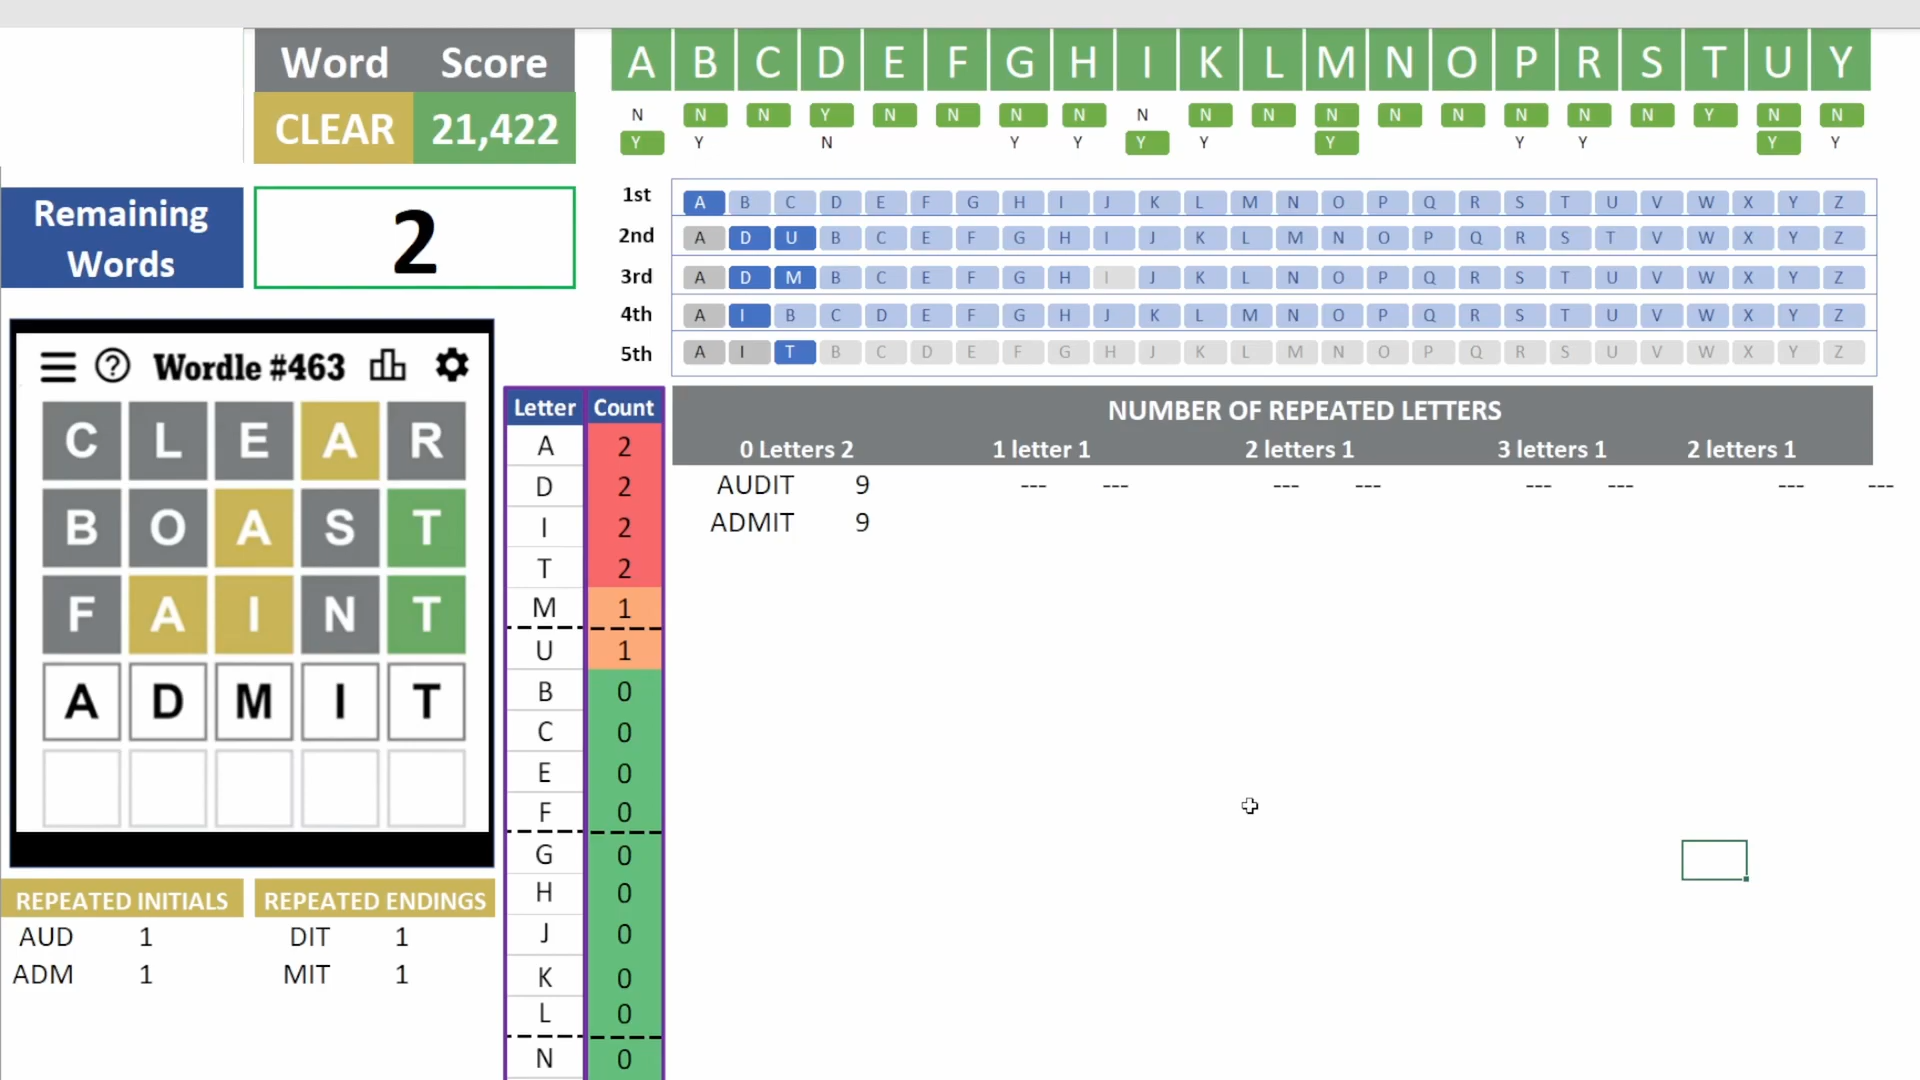 Word Score
CLEAR 21,422
Remaining
Words
2
A B C D E F G H I K L M N O P R S T U Y
N N N Y N N N N N N N N N N N N N Y N N
Y Y N Y Y Y Y Y Y Y Y Y
1st A B C D E F G H I J K L M N O P Q R S T U V W X Y Z
2nd A D U B C E F G H I J K L M N O P Q R S T V W X Y Z
3rd A D M B C E F G H I J K L N O P Q R S T U V W X Y Z
4th A I B C D E F G H J K L M N O P Q R S T U V W X Y Z
5th A I T B C D E F G H J K L M N O P Q R S U V W X Y Z
Wordle #463
C L E A R
B O A S T
F A I N T
A D M I T
REPEATED INITIALS REPEATED ENDINGS
AUD 1 DIT 1
ADM 1 MIT 1
Letter Count
A 2
D 2
I 2
T 2
M 1
U 1
B 0
C 0
E 0
F 0
G 0
H 0
J 0
K 0
L 0
N 0
NUMBER OF REPEATED LETTERS
0 Letters 2 1 letter 1 2 letters 1 3 letters 1 2 letters 1
AUDIT 9 --- --- --- --- --- --- --- ---
ADMIT 9